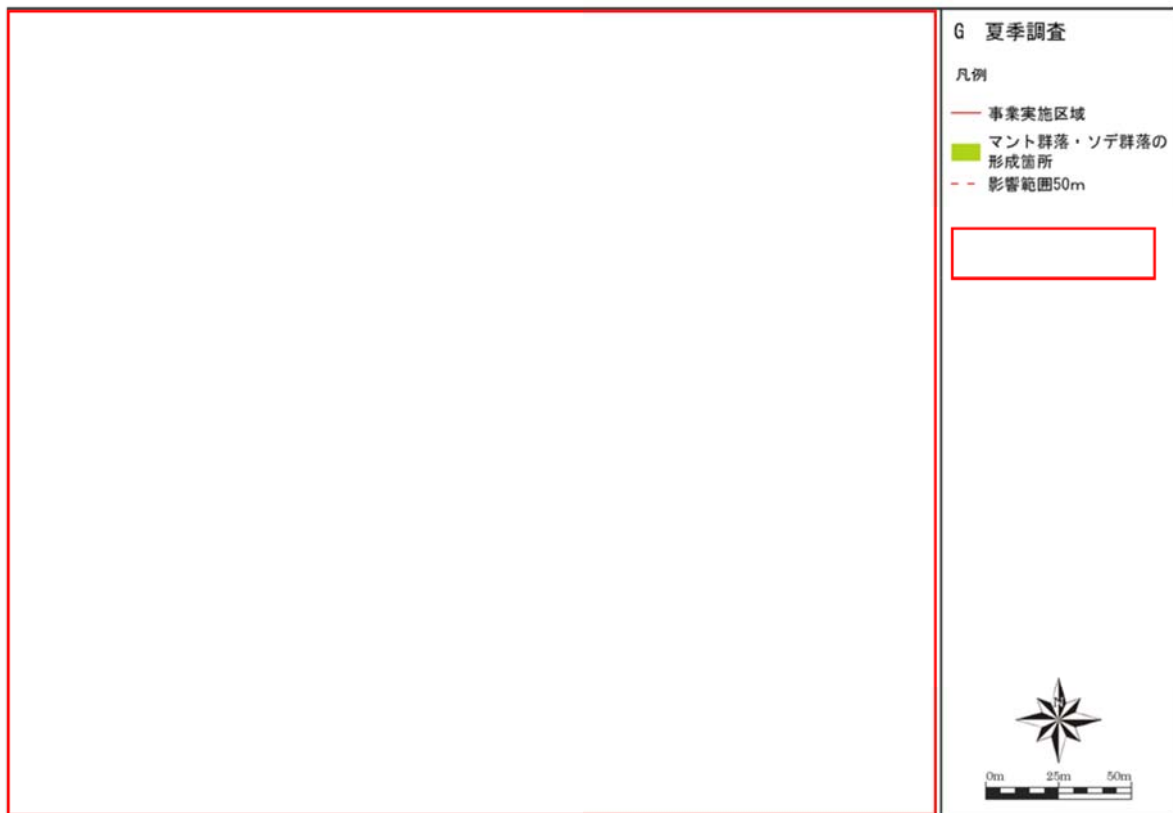 G 夏季調査
凡例
事業実施区域
マント群落・ソデ群落の
形成箇所
影響範囲50m
N
0m 25m 50m